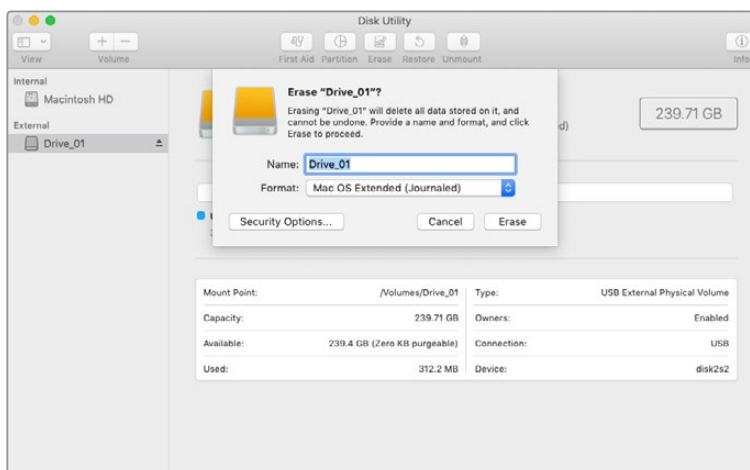 Disk Utility
View
Volume
First Aid Partition Erase Restore Unmount
Info
Internal
Macintosh HD
External
Drive_01
Erase “Drive_01”?
Erasing “Drive_01” will delete all data stored on it, and
cannot be undone. Provide a name and format, and click
Erase to proceed.
239.71 GB
Name: Drive_01
Format: Mac OS Extended (Journaled)
Security Options... Cancel Erase
Mount Point: /Volumes/Drive_01 Type: USB External Physical Volume
Capacity: 239.71 GB Owners: Enabled
Available: 239.4 GB (Zero KB purgeable) Connection: USB
Used: 312.2 MB Device: disk2s2